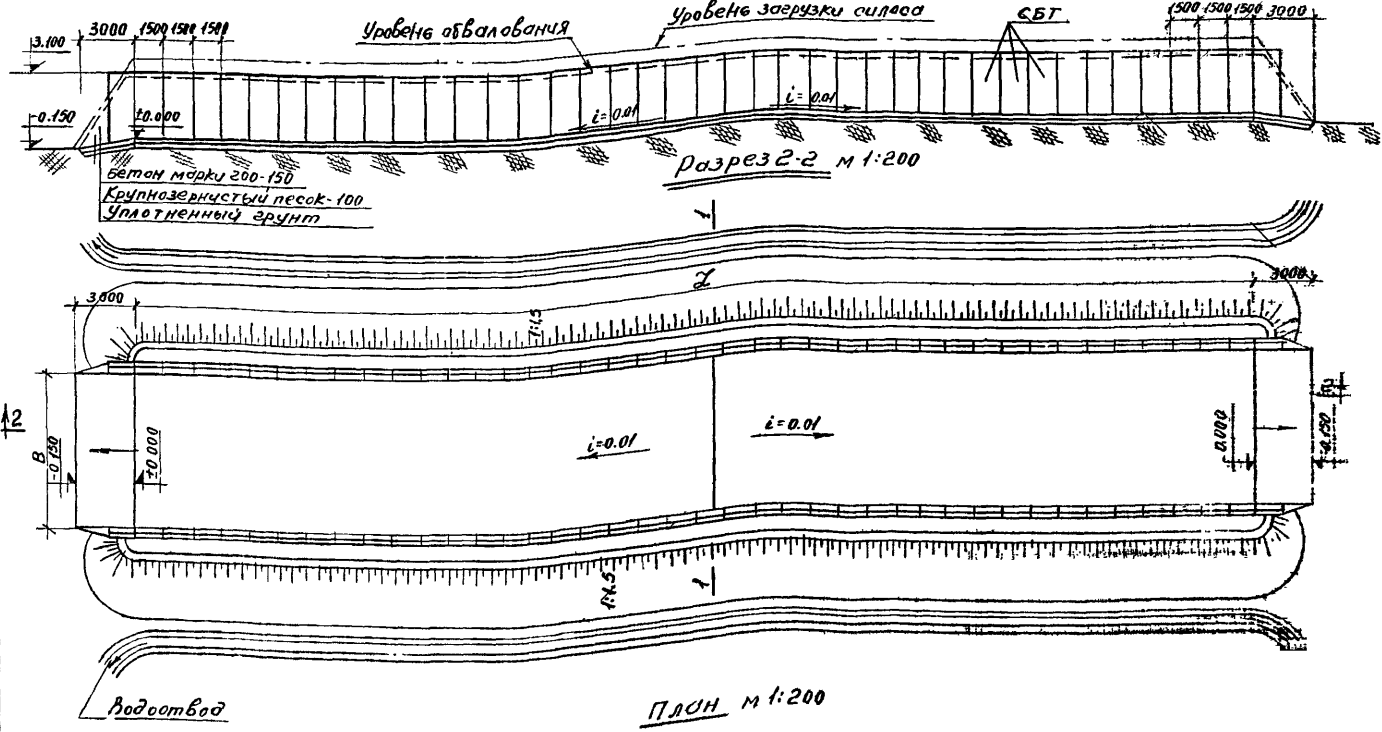 3000 1500 1500 1500
Уровень обвалования
Уровень загрузки силоса
СБТ
1500 1500 1500 3000
3.100
-0.150
±0.000
i=0.01
i=0.01
Бетон марки 200-150
Крупнозернистый песок-100
Уплотненный грунт
Разрез 2-2 м 1:200
1
3000
L
3000
1:1,5
2
В
-0.150
±0.000
i=0.01
i=0.01
0.000
-0.150
1:1,5
1
Водоотвод
План м 1:200